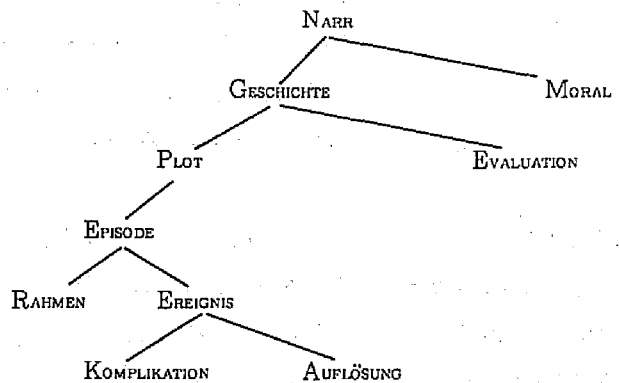 NARR
GESCHICHTE MORAL
PLOT EVALUATION
EPISODE
RAHMEN EREIGNIS
KOMPLIKATION AUFLÖSUNG